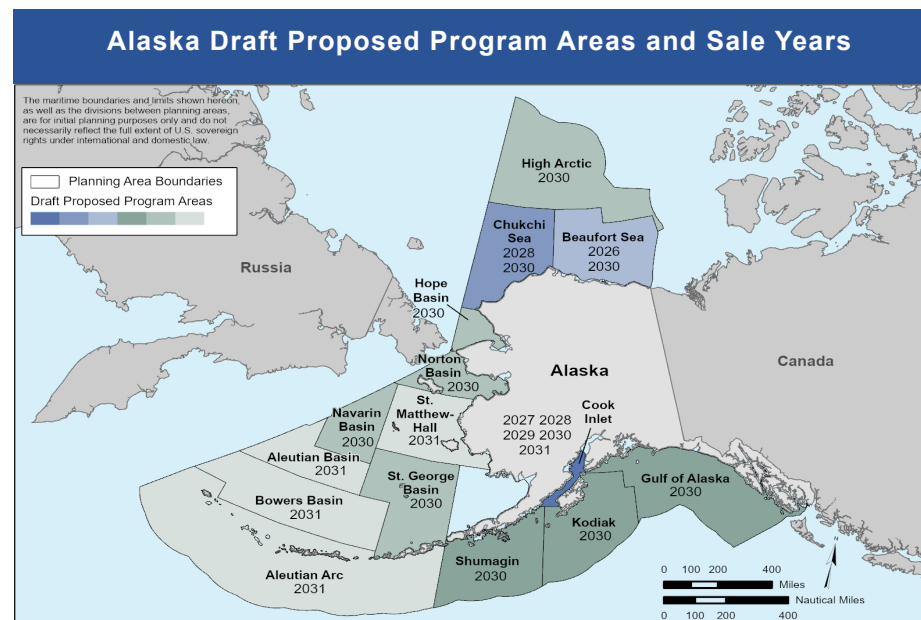 Alaska Draft Proposed Program Areas and Sale Years
The maritime boundaries and limits shown hereon,
as well as the divisions between planning areas,
are for initial planning purposes only and do not
necessarily reflect the full extent of U.S. sovereign
rights under international and domestic law.
Planning Area Boundaries
Draft Proposed Program Areas
High Arctic
2030
Chukchi
Sea
2028
2030
Beaufort Sea
2026
2030
Russia
Hope
Basin
2030
Canada
Norton
Basin
2030
Alaska
St.
Matthew-
Hall
2031
Navarin
Basin
2030
Cook
Inlet
2027 2028
2029 2030
2031
Aleutian Basin
2031
St. George
Basin
2030
Gulf of Alaska
2030
Bowers Basin
2031
Kodiak
2030
Shumagin
2030
Aleutian Arc
2031
N
0 100 200 400
Miles
Nautical Miles
0 100 200 400